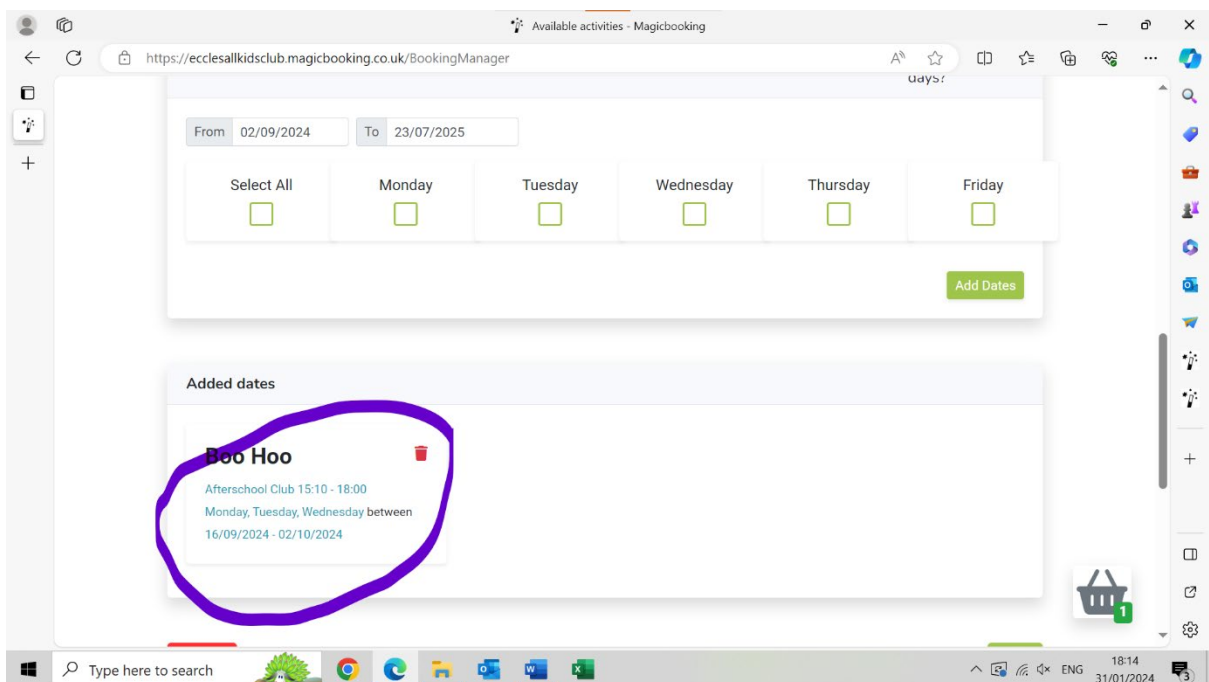 Available activities - Magicbooking
https://ecclesallkidsclub.magicbooking.co.uk/BookingManager
days?
From 02/09/2024 To 23/07/2025
Select All Monday Tuesday Wednesday Thursday Friday
Add Dates
Added dates
Boo Hoo
Afterschool Club 15:10 - 18:00
Monday, Tuesday, Wednesday between
16/09/2024 - 02/10/2024
1
Type here to search
ENG
18:14
31/01/2024
3